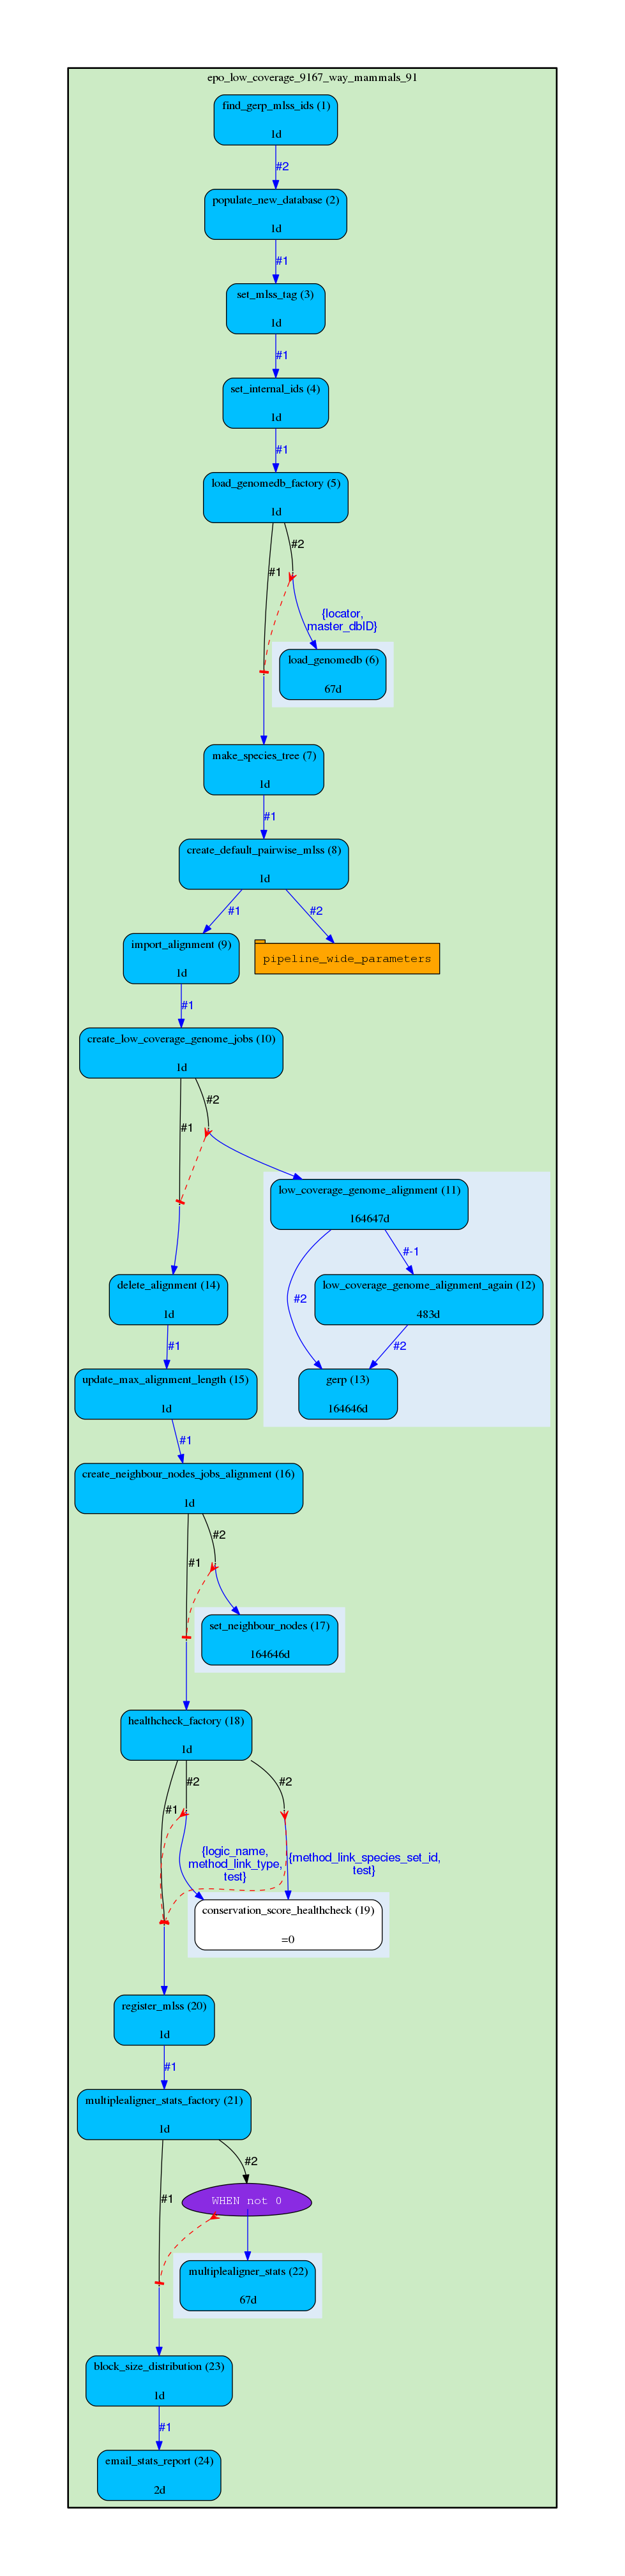 epo_low_coverage_9167_way_mammals_91
find_gerp_mlss_ids (1)
1d
#2
populate_new_database (2)
1d
#1
set_mlss_tag (3)
1d
#1
set_internal_ids (4)
1d
#1
load_genomedb_factory (5)
1d
#2
#1
{locator,
master_dbID}
load_genomedb (6)
67d
make_species_tree (7)
1d
#1
create_default_pairwise_mlss (8)
1d
#1
#2
import_alignment (9)
1d
pipeline_wide_parameters
#1
create_low_coverage_genome_jobs (10)
1d
#2
#1
low_coverage_genome_alignment (11)
164647d
#-1
#2
delete_alignment (14)
1d
low_coverage_genome_alignment_again (12)
483d
#1
#2
update_max_alignment_length (15)
1d
gerp (13)
164646d
#1
create_neighbour_nodes_jobs_alignment (16)
1d
#2
#1
set_neighbour_nodes (17)
164646d
healthcheck_factory (18)
1d
#1
#2
#2
{logic_name,
method_link_type,
test}
{method_link_species_set_id,
test}
conservation_score_healthcheck (19)
=0
register_mlss (20)
1d
#1
multiplealigner_stats_factory (21)
1d
#2
#1
WHEN not 0
multiplealigner_stats (22)
67d
block_size_distribution (23)
1d
#1
email_stats_report (24)
2d